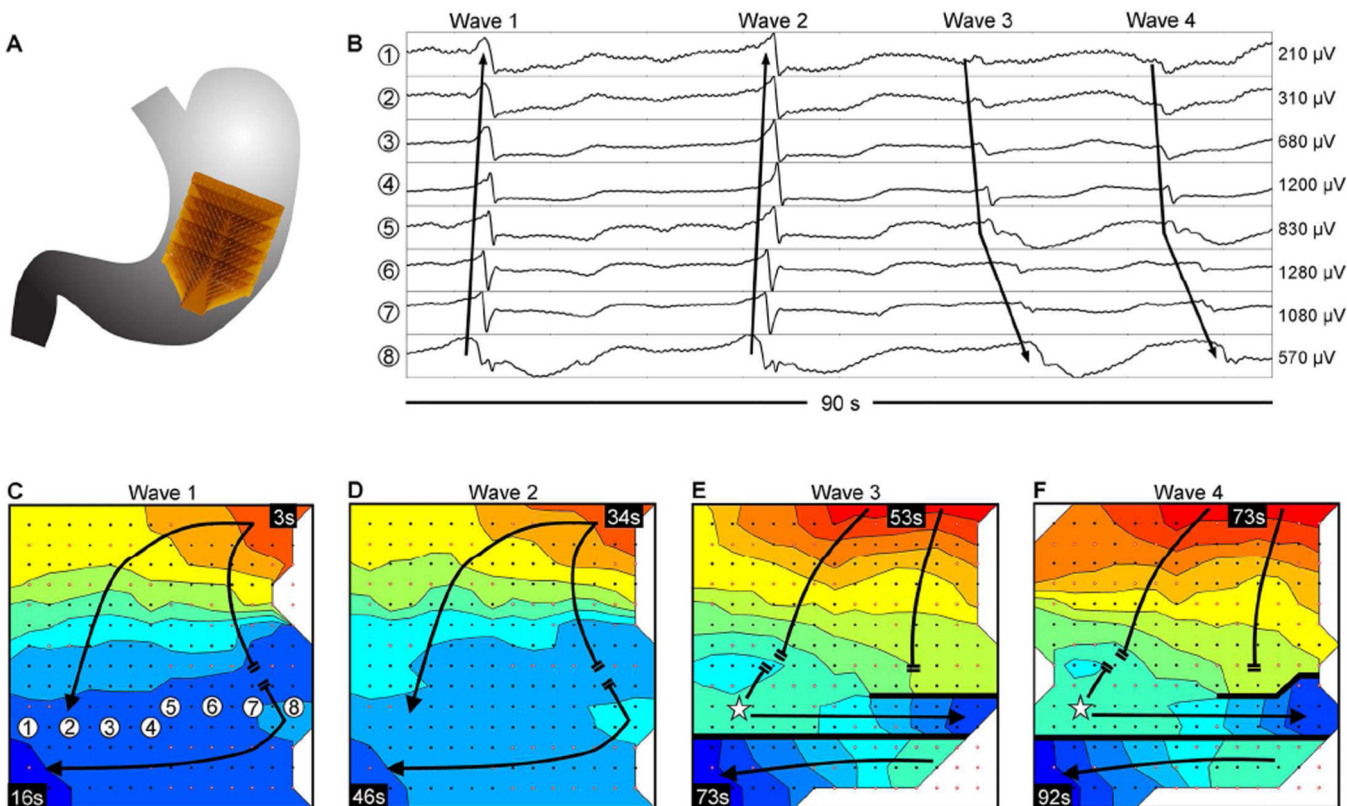 A
B
Wave 1
Wave 2
Wave 3
Wave 4
① 210 µV
② 310 µV
③ 680 µV
④ 1200 µV
⑤ 830 µV
⑥ 1280 µV
⑦ 1080 µV
⑧ 570 µV
90 s
C Wave 1
3s
① ② ③ ④ ⑤ ⑥ ⑦ ⑧
16s
D Wave 2
34s
46s
E Wave 3
53s
73s
F Wave 4
73s
92s